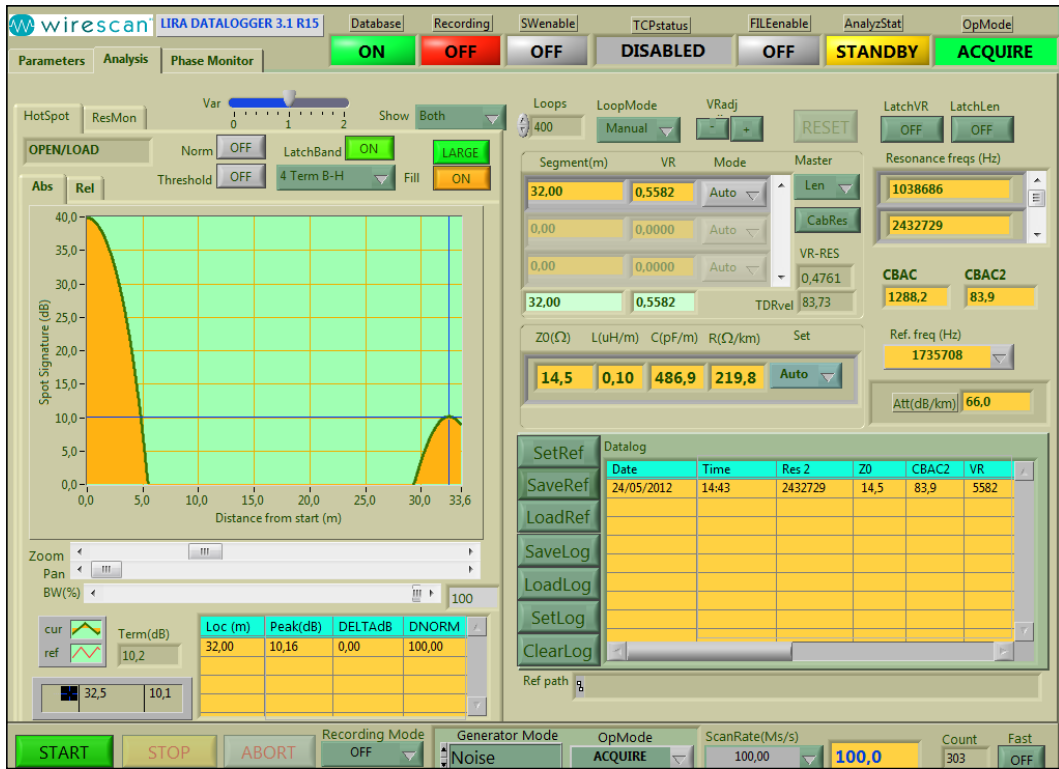 wirescan LIRA DATALOGGER 3.1 R15 Database Recording SWenable TCPstatus FILEenable AnalyzStat OpMode
ON OFF OFF DISABLED OFF STANDBY ACQUIRE
Parameters Analysis Phase Monitor
HotSpot ResMon
Var
0 1 2
Show Both
OPEN/LOAD
Norm OFF LatchBand ON LARGE
Threshold OFF 4 Term B-H Fill ON
Abs Rel
40,0
35,0
30,0
25,0
20,0
15,0
10,0
5,0
0,0
Spot Signature (dB)
0,0 5,0 10,0 15,0 20,0 25,0 30,0 33,6
Distance from start (m)
Zoom
Pan
BW(%) 100
cur
ref
Term(dB)
10,2
32,5 10,1
Loc (m) Peak(dB) DELTAdB DNORM
32,00 10,16 0,00 100,00
Loops LoopMode VRadj
400 Manual - + RESET
LatchVR LatchLen
OFF OFF
Segment(m) VR Mode Master
32,00 0,5582 Auto Len
0,00 0,0000 Auto CabRes
0,00 0,0000 Auto VR-RES
0,4761
32,00 0,5582 TDRvel 83,73
Resonance freqs (Hz)
1038686
2432729
CBAC CBAC2
1288,2 83,9
Z0(Ω) L(uH/m) C(pF/m) R(Ω/km) Set
14,5 0,10 486,9 219,8 Auto
Ref. freq (Hz)
1735708
Att(dB/km) 66,0
SetRef
SaveRef
LoadRef
SaveLog
LoadLog
SetLog
ClearLog
Datalog
Date Time Res 2 Z0 CBAC2 VR
24/05/2012 14:43 2432729 14,5 83,9 5582
Ref path
START STOP ABORT
Recording Mode
OFF
Generator Mode
Noise
OpMode
ACQUIRE
ScanRate(Ms/s)
100,00
100,0
Count
303
Fast
OFF